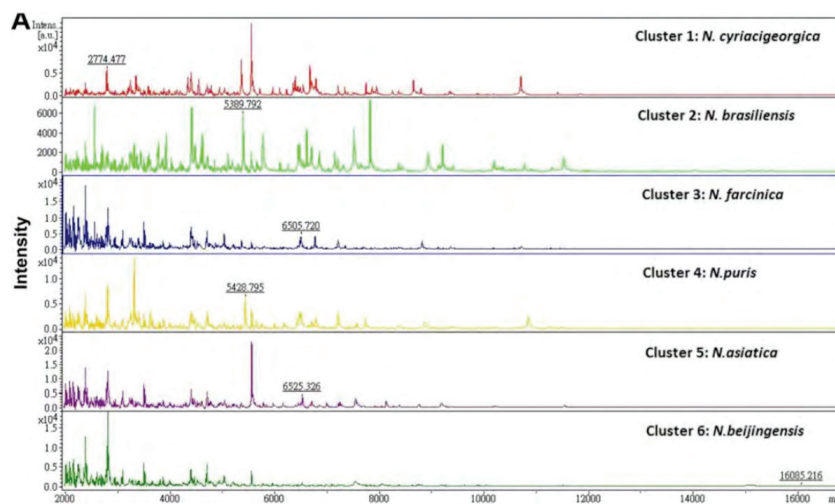 A
Intens.
[a.u.]
x10⁴
Cluster 1: N. cyriacigeorgica
2774.477
0.5
0.0
5389.792
Cluster 2: N. brasiliensis
6000
4000
2000
0
x10⁴
Cluster 3: N. farcinica
1.5
6505.720
1.0
0.5
0.0
x10⁴
Cluster 4: N.puris
1.0
5428.795
0.5
0.0
x10⁴
Cluster 5: N.asiatica
2.0
1.5
6525.326
1.0
0.5
0.0
x10⁴
Cluster 6: N.beijingensis
1.5
1.0
16085.216
0.5
0.0
2000 4000 6000 8000 10000 12000 14000 16000
Intensity